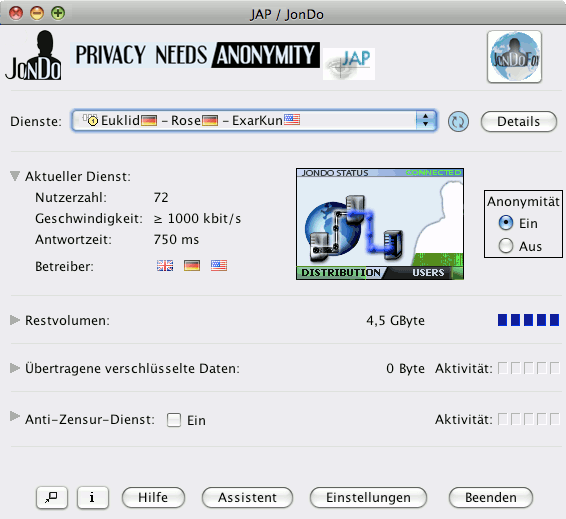 JAP / JonDo
JonDo PRIVACY NEEDS ANONYMITY JAP JonDoFox
Dienste: Euklid – Rose – ExarKun Details
Aktueller Dienst:
Nutzerzahl: 72
Geschwindigkeit: ≥ 1000 kbit/s
Antwortzeit: 750 ms
Betreiber:
JONDO STATUS CONNECTED
DISTRIBUTION USERS
Anonymität
Ein
Aus
Restvolumen: 4,5 GByte
Übertragene verschlüsselte Daten: 0 Byte Aktivität:
Anti-Zensur-Dienst: Ein Aktivität:
i Hilfe Assistent Einstellungen Beenden